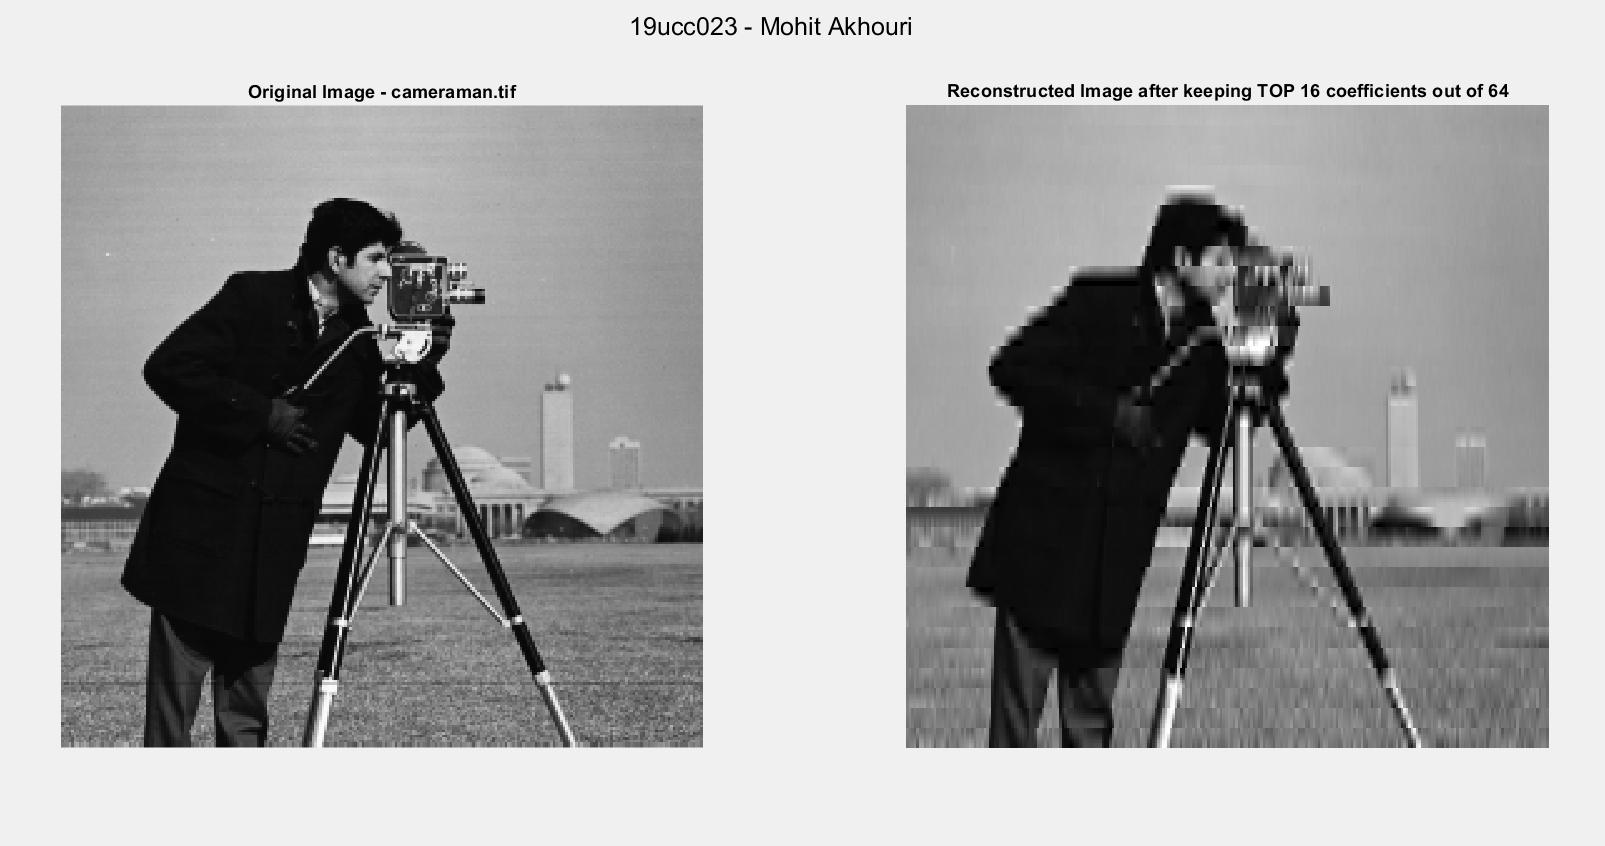 19ucc023 - Mohit Akhouri
Original Image - cameraman.tif
Reconstructed Image after keeping TOP 16 coefficients out of 64